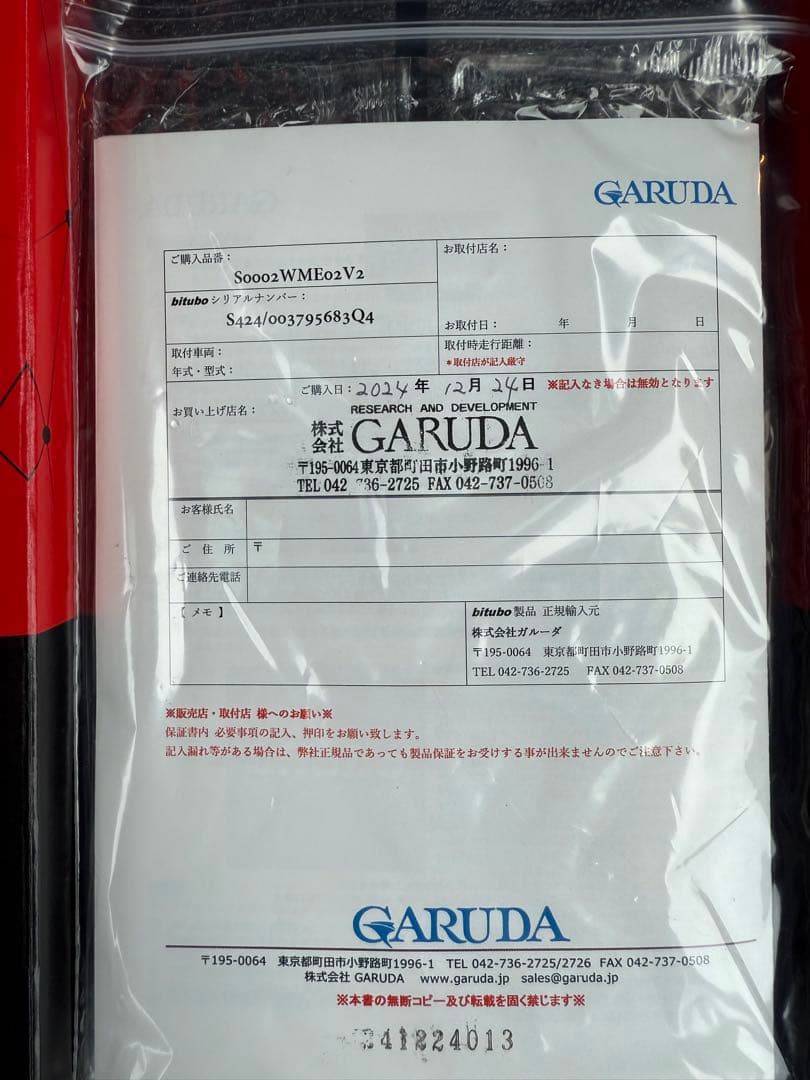 GARUDA
ご購入品番：
S0002WME02V2
お取付店名：
bitubo シリアルナンバー：
S424/003795683Q4
お取付日： 年 月 日
取付車両：
年式・型式：
取付時走行距離：
*取付店が記入厳守
ご購入日：2024年 12月 24日 ※記入なき場合は無効となります
お買い上げ店名：
RESEARCH AND DEVELOPMENT
株式会社 GARUDA
〒195-0064東京都町田市小野路町1996-1
TEL 042 736-2725 FAX 042-737-0508
お客様氏名
ご住所 〒
ご連絡先電話
【メモ】
bitubo製品 正規輸入元
株式会社ガルーダ
〒195-0064 東京都町田市小野路町1996-1
TEL 042-736-2725 FAX 042-737-0508
※販売店・取付店 様へのお願い※
保証書内 必要事項の記入、押印をお願い致します。
記入漏れ等がある場合は、弊社正規品であっても製品保証をお受けする事が出来ませんのでご注意下さい。
GARUDA
〒195-0064 東京都町田市小野路町1996-1 TEL 042-736-2725/2726 FAX 042-737-0508
株式会社 GARUDA www.garuda.jp sales@garuda.jp
※本書の無断コピー及び転載を固く禁じます※
241224013